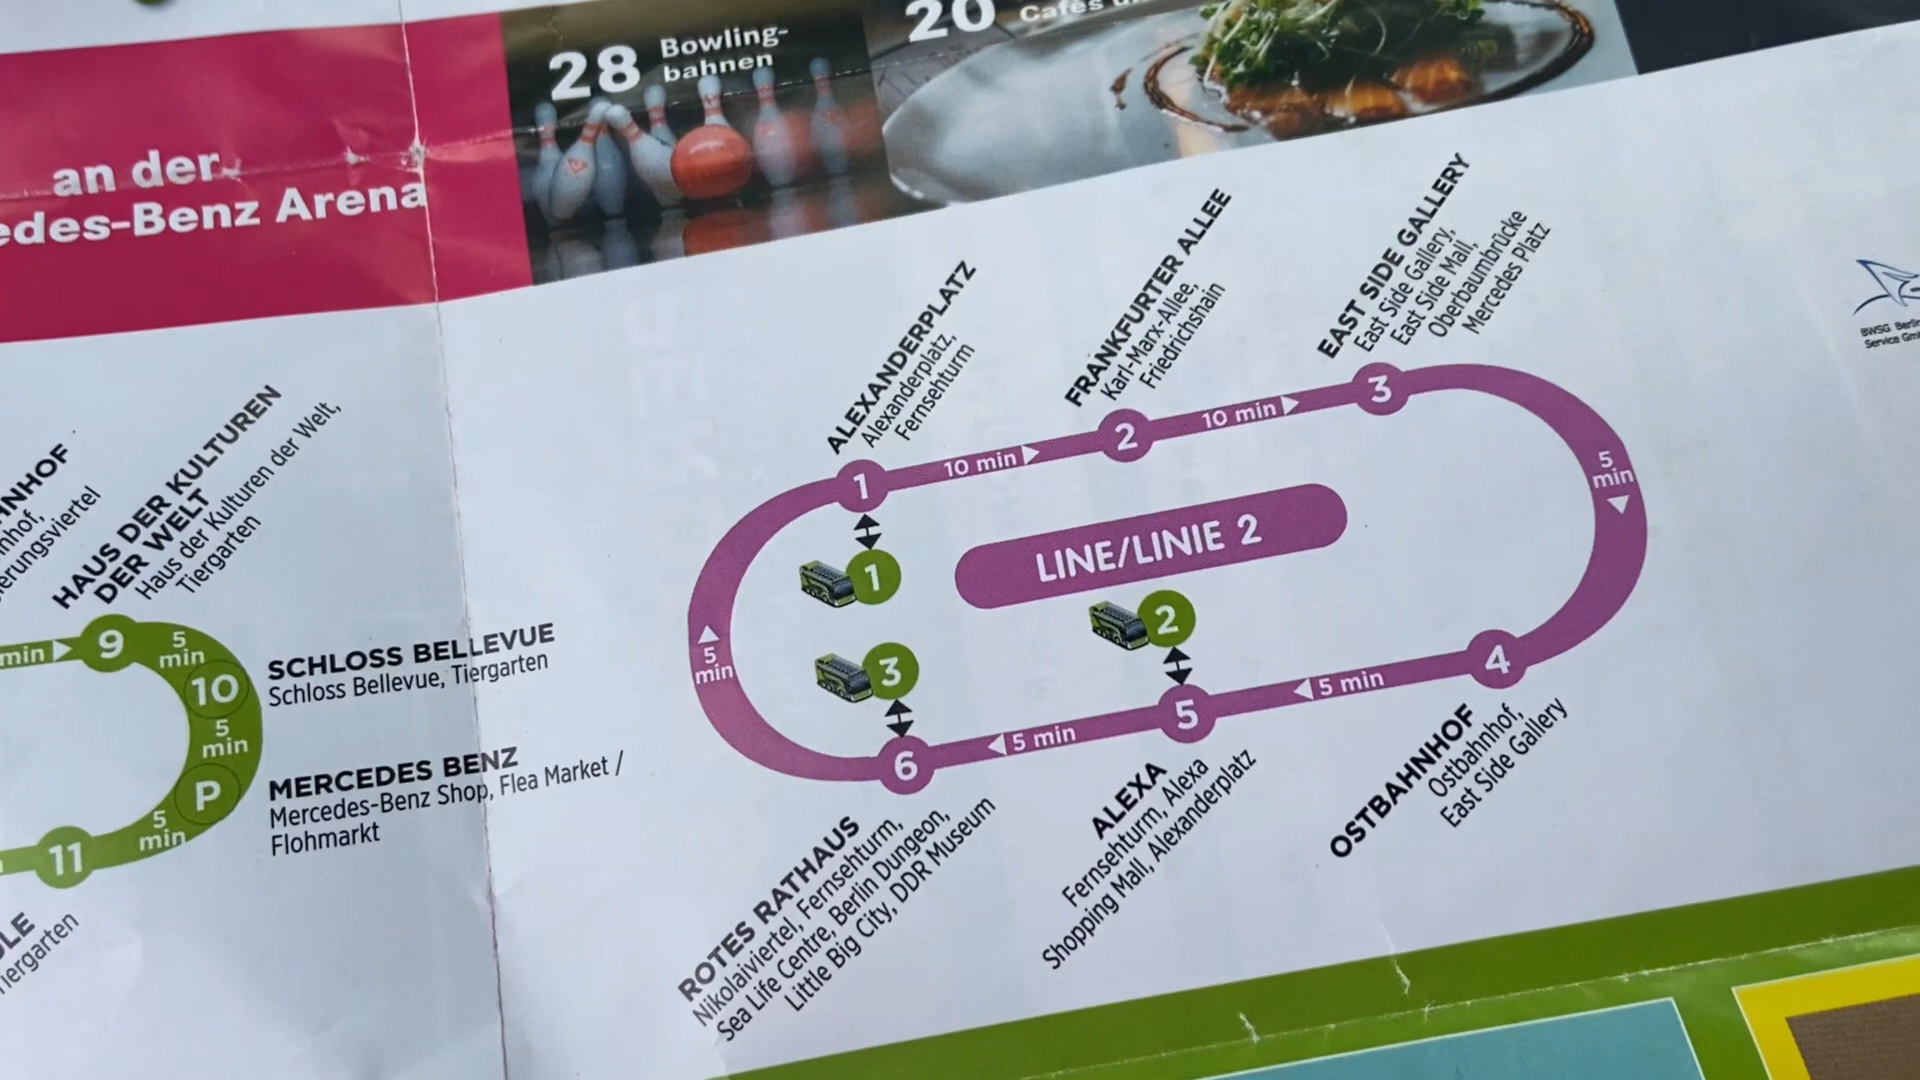 28 Bowling-
bahnen
20
an der
edes-Benz Arena
ALEXANDERPLATZ
Alexanderplatz,
Fernsehturm
FRANKFURTER ALLEE
Karl-Marx-Allee,
Friedrichshain
EAST SIDE GALLERY
East Side Gallery,
East Side Mall,
Oberbaumbrücke
Mercedes Platz
BWSG Berlin
1
10 min
2
10 min
3
5
min
LINE/LINIE 2
1
2
3
5
min
6
5 min
5
5 min
4
HAUS DER KULTUREN
DER WELT
Haus der Kulturen der Welt,
Tiergarten
min
9
5
min
10
SCHLOSS BELLEVUE
Schloss Bellevue, Tiergarten
5
min
P
MERCEDES BENZ
Mercedes-Benz Shop, Flea Market /
Flohmarkt
5
min
11
ROTES RATHAUS
Nikolaiviertel, Fernsehturm,
Sea Life Centre, Berlin Dungeon,
Little Big City, DDR Museum
ALEXA
Fernsehturm, Alexa
Shopping Mall, Alexanderplatz
OSTBAHNHOF
Ostbahnhof,
East Side Gallery